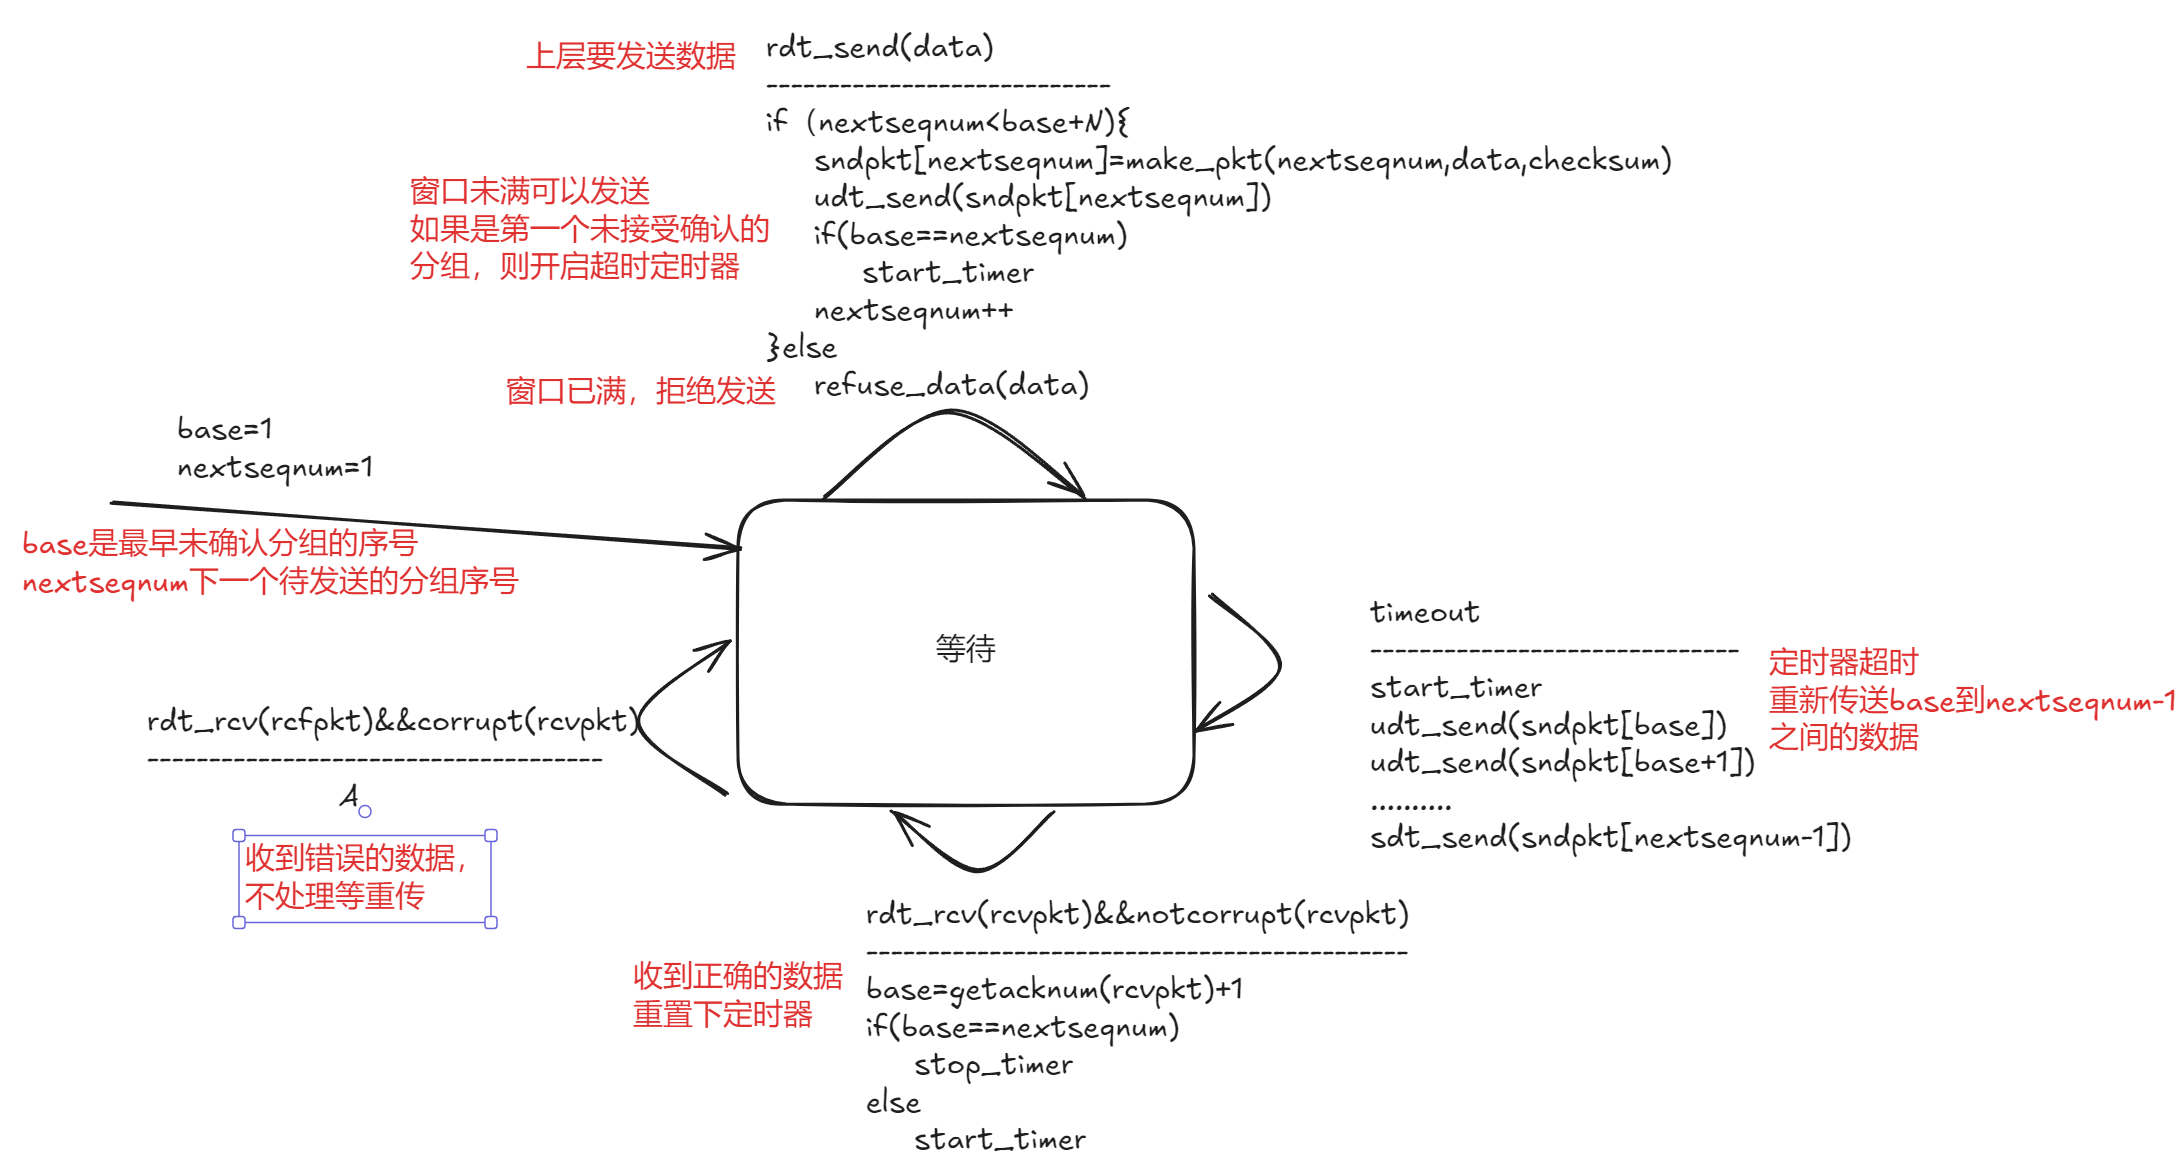 上层要发送数据
rdt_send(data)
----------------------------
if (nextseqnum<base+N){
sndpkt[nextseqnum]=make_pkt(nextseqnum,data,checksum)
udt_send(sndpkt[nextseqnum])
if(base==nextseqnum)
start_timer
nextseqnum++
}else
refuse_data(data)
窗口未满可以发送
如果是第一个未接受确认的
分组，则开启超时定时器
窗口已满，拒绝发送
base=1
nextseqnum=1
base是最早未确认分组的序号
nextseqnum下一个待发送的分组序号
等待
timeout
------------------------------
start_timer
udt_send(sndpkt[base])
udt_send(sndpkt[base+1])
..........
sdt_send(sndpkt[nextseqnum-1])
定时器超时
重新传送base到nextseqnum-1
之间的数据
rdt_rcv(rcfpkt)&&corrupt(rcvpkt)
-------------------------------------
A
收到错误的数据，
不处理等重传
rdt_rcv(rcvpkt)&&notcorrupt(rcvpkt)
--------------------------------------------
base=getacknum(rcvpkt)+1
if(base==nextseqnum)
stop_timer
else
start_timer
收到正确的数据
重置下定时器